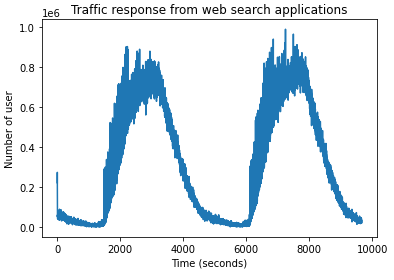 Traffic response from web search applications
1e6
1.0
0.8
0.6
0.4
0.2
0.0
Number of user
0 2000 4000 6000 8000 10000
Time (seconds)